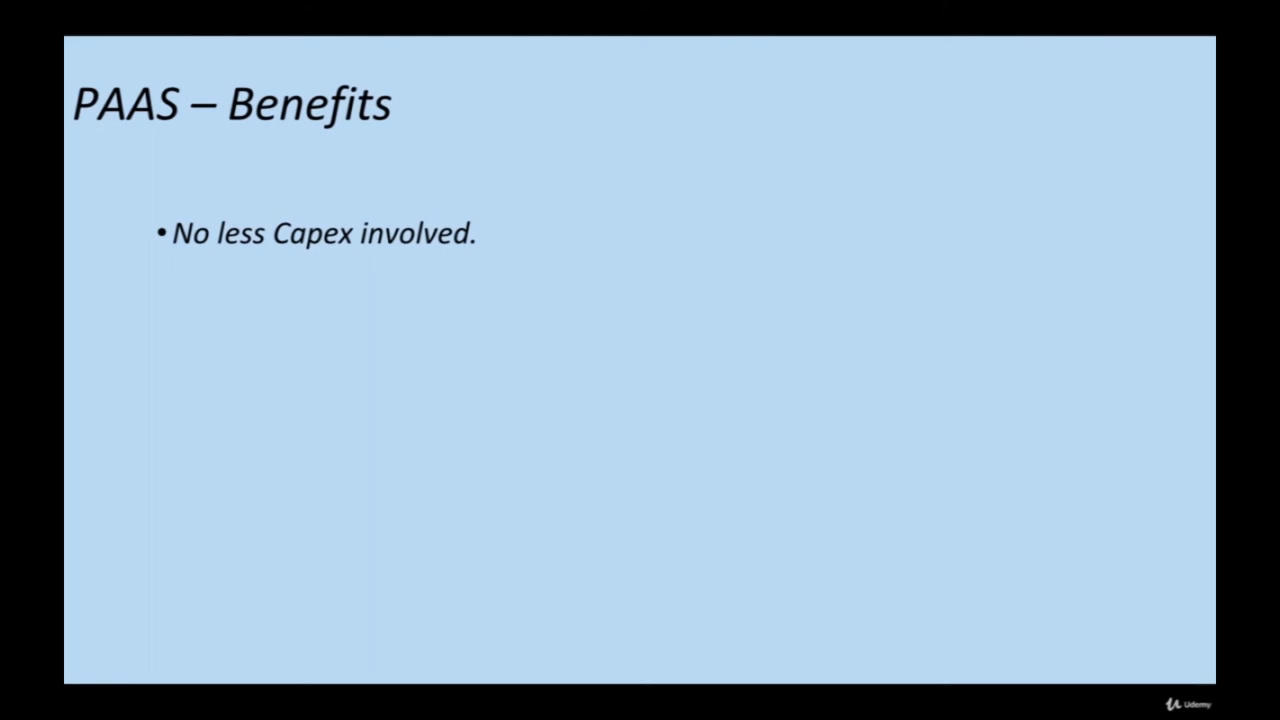 PAAS – Benefits
• No less Capex involved.
Udemy